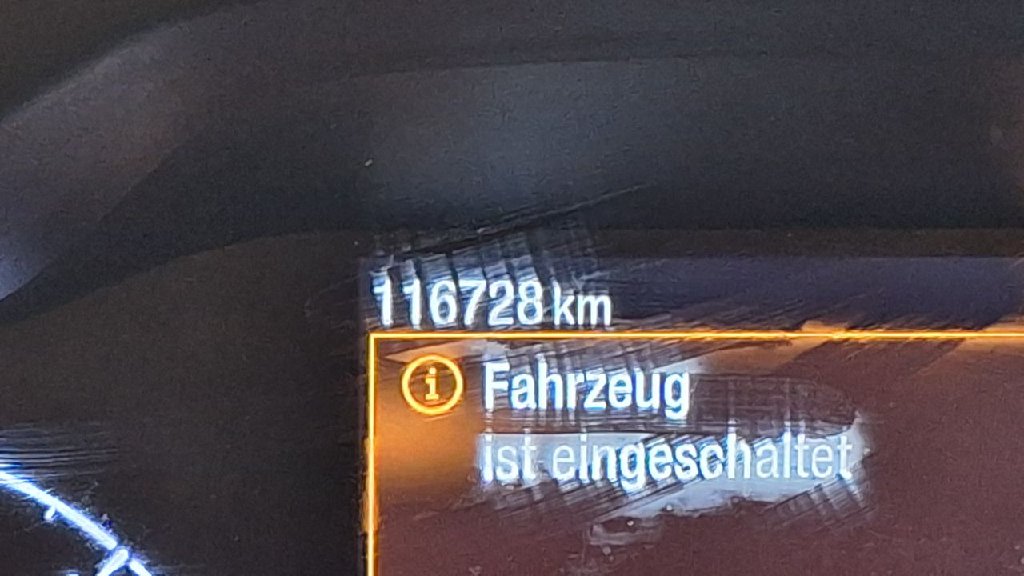 116728 km
Fahrzeug
ist eingeschaltet